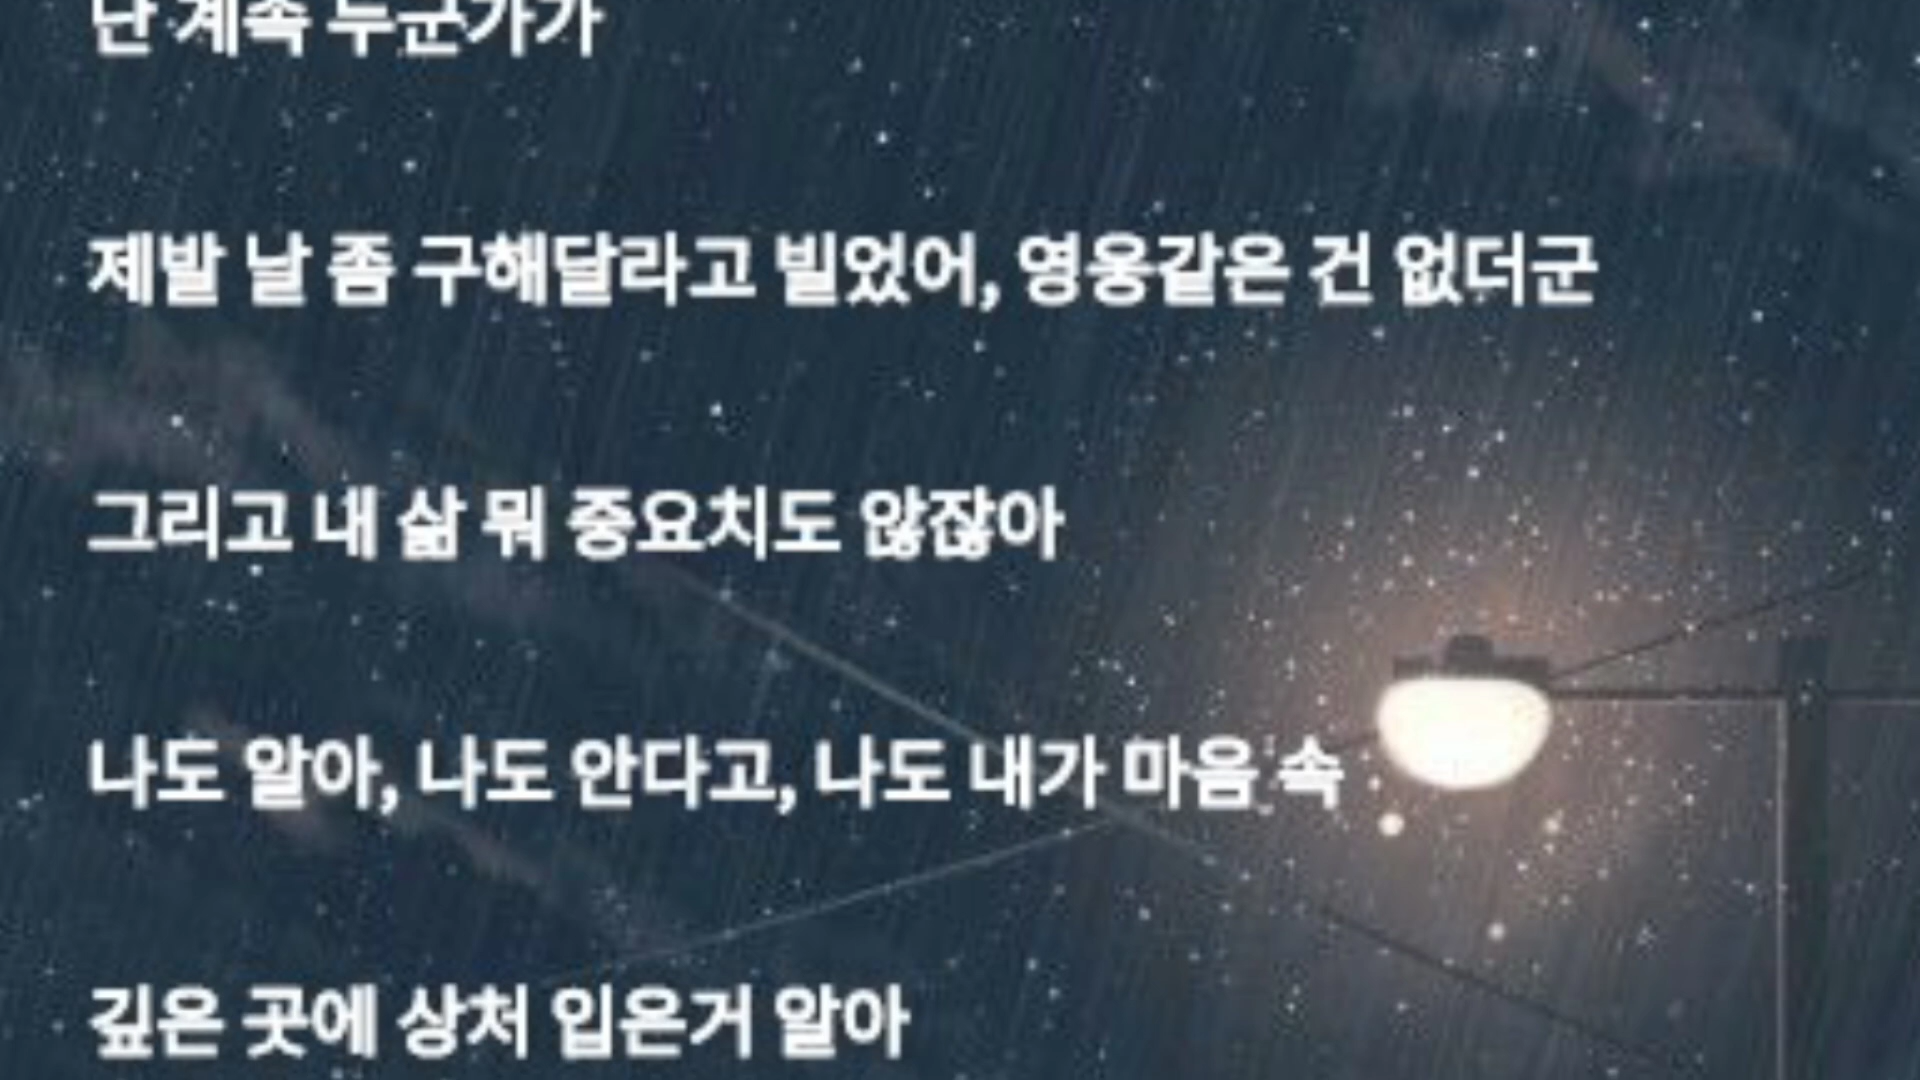 난 계속 누군가가
제발 날 좀 구해달라고 빌었어, 영웅같은 건 없더군
그리고 내 삶 뭐 중요치도 않잖아
나도 알아, 나도 안다고, 나도 내가 마음 속
깊은 곳에 상처 입은거 알아